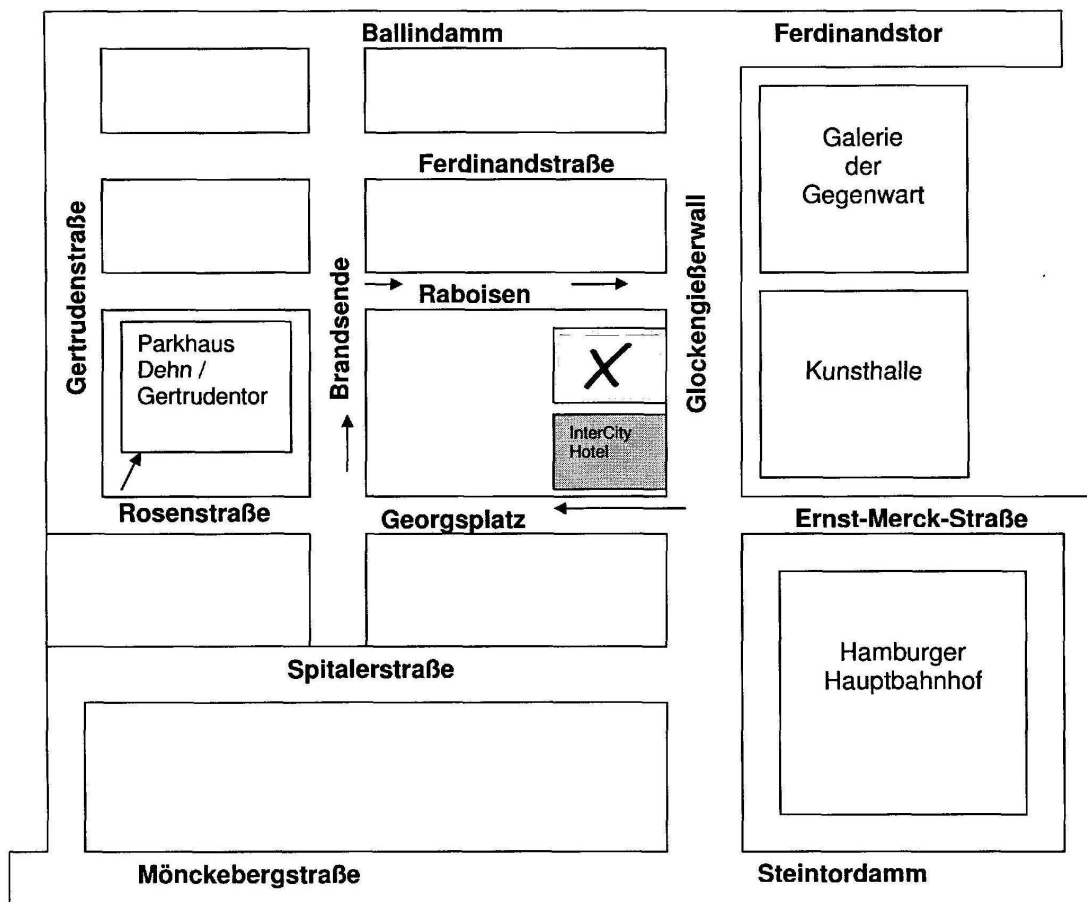 Ballindamm
Ferdinandstor
Galerie
der
Gegenwart
Ferdinandstraße
Gertrudenstraße
Brandsende
Glockengießerwall
Raboisen
Parkhaus
Dehn /
Gertrudentor
X
Kunsthalle
InterCity
Hotel
Rosenstraße
Georgsplatz
Ernst-Merck-Straße
Hamburger
Hauptbahnhof
Spitalerstraße
Mönckebergstraße
Steintordamm